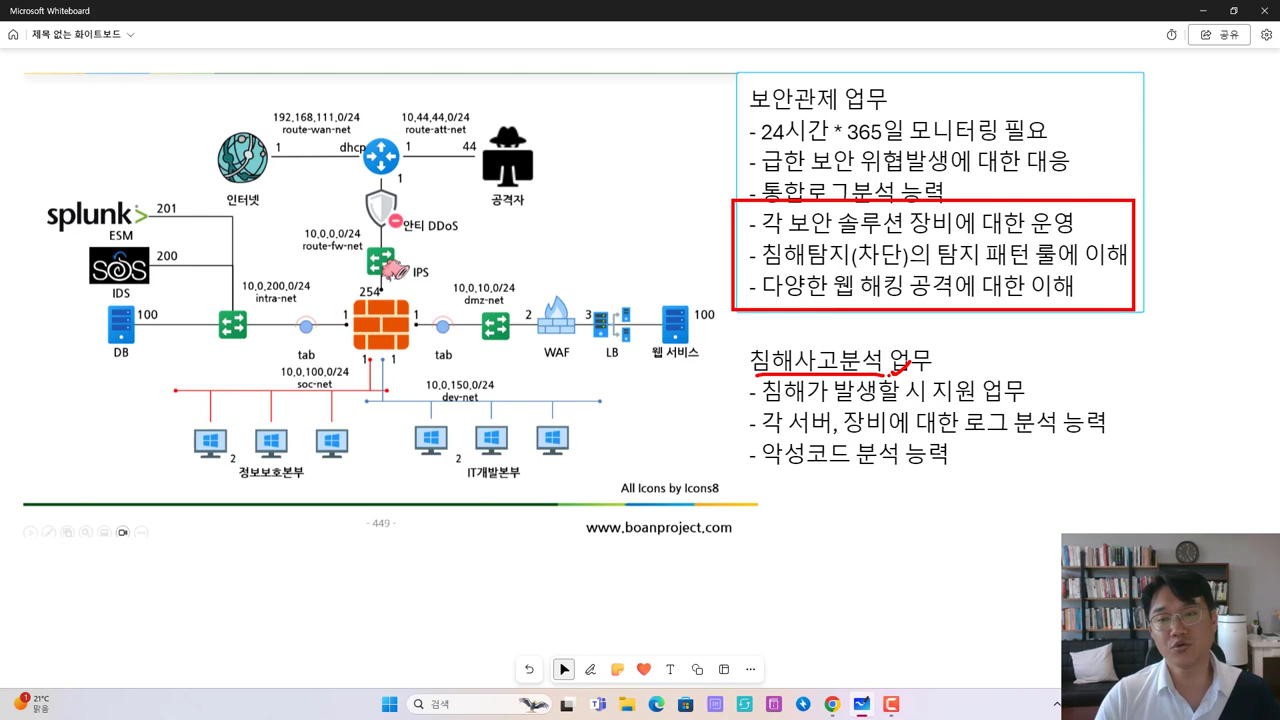 Microsoft Whiteboard
제목 없는 화이트보드
공유
192,168,111,0/24
route-wan-net
10,44,44,0/24
route-att-net
1
dhcp
1
44
1
인터넷
공격자
splunk>
201
ESM
안티 DDoS
10,0,0,0/24
route-fw-net
SOS
200
IDS
IPS
10,0,200,0/24
intra-net
254
10,0,10,0/24
dmz-net
100
1
1
2
3
100
DB
tab
tab
WAF
LB
웹 서비스
1
1
10,0,100,0/24
soc-net
10,0,150,0/24
dev-net
2
2
정보보호본부
IT개발본부
All Icons by Icons8
- 449 -
www.boanproject.com
보안관제 업무
- 24시간 * 365일 모니터링 필요
- 급한 보안 위협발생에 대한 대응
- 통합로그분석 능력
- 각 보안 솔루션 장비에 대한 운영
- 침해탐지(차단)의 탐지 패턴 룰에 이해
- 다양한 웹 해킹 공격에 대한 이해
침해사고분석 업무
- 침해가 발생할 시 지원 업무
- 각 서버, 장비에 대한 로그 분석 능력
- 악성코드 분석 능력
1
21°C
맑음
검색